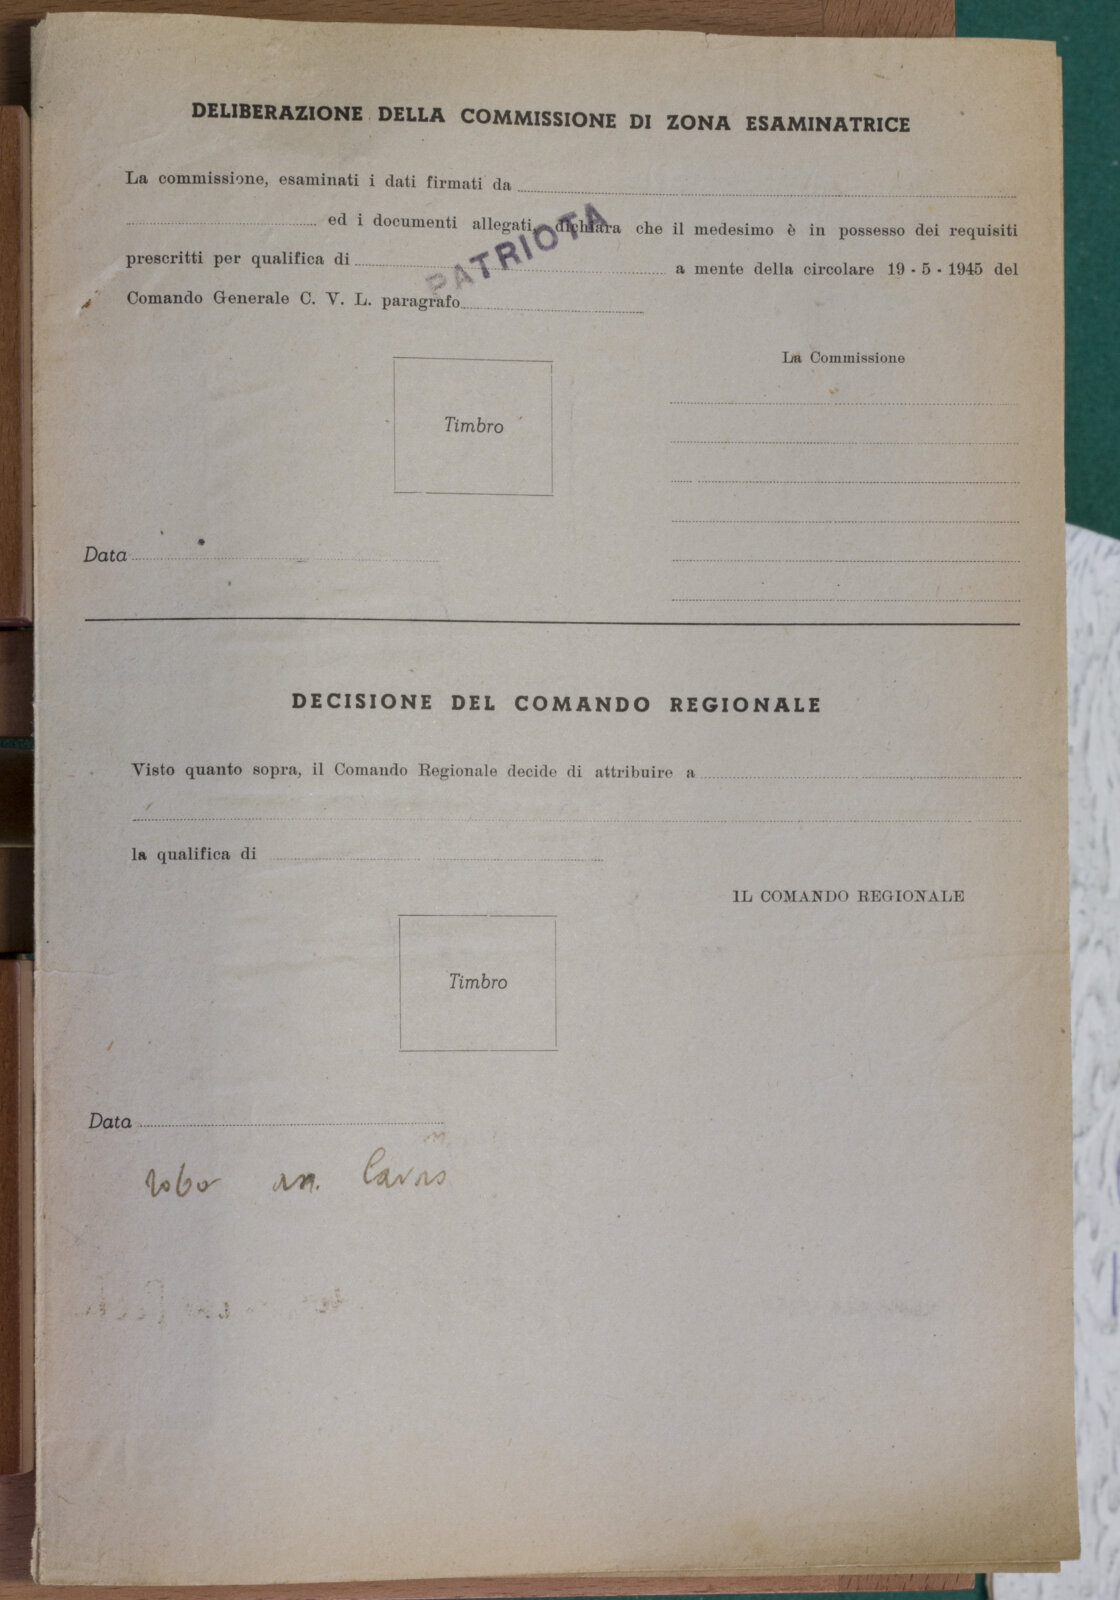 DELIBERAZIONE DELLA COMMISSIONE DI ZONA ESAMINATRICE
La commissione, esaminati i dati firmati da
ed i documenti allegati, dichiara che il medesimo è in possesso dei requisiti
PATRIOTA
prescritti per qualifica di a mente della circolare 19 - 5 - 1945 del
Comando Generale C. V. L. paragrafo
La Commissione
Timbro
Data
DECISIONE DEL COMANDO REGIONALE
Visto quanto sopra, il Comando Regionale decide di attribuire a
la qualifica di
IL COMANDO REGIONALE
Timbro
Data